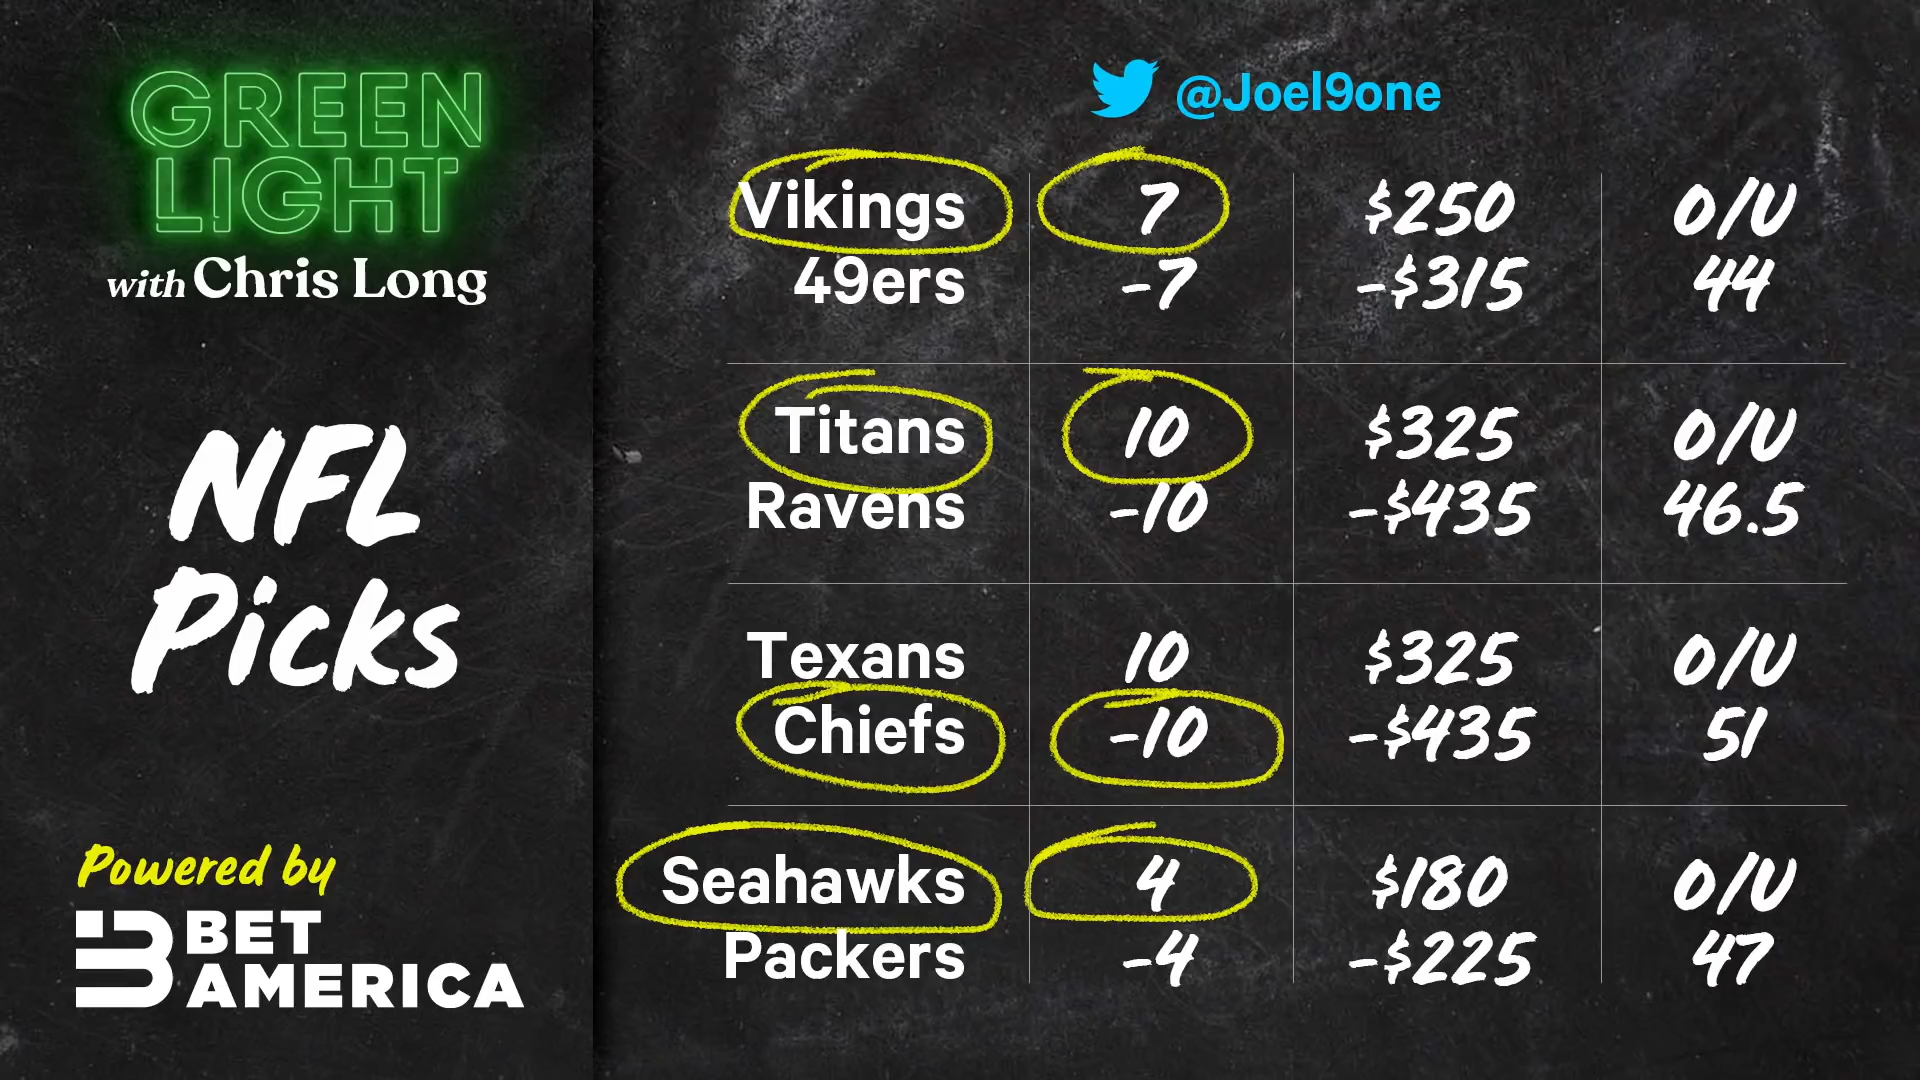 GREEN
LIGHT
with Chris Long
NFL
Picks
Powered by
BET
AMERICA
@Joel9one
Vikings 7 $250 O/U
49ers -7 -$315 44
Titans 10 $325 O/U
Ravens -10 -$435 46.5
Texans 10 $325 O/U
Chiefs -10 -$435 51
Seahawks 4 $180 O/U
Packers -4 -$225 47